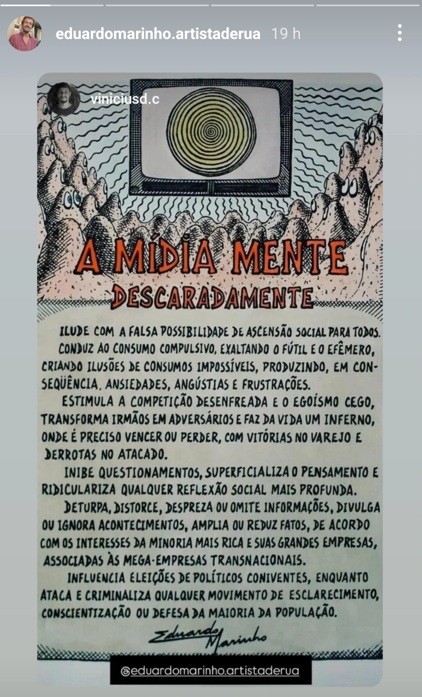 eduardomarinho.artistaderua 19 h
viniciusd.c
A MÍDIA MENTE
DESCARADAMENTE
ILUDE COM A FALSA POSSIBILIDADE DE ASCENSÃO SOCIAL PARA TODOS.
CONDUZ AO CONSUMO COMPULSIVO, EXALTANDO O FÚTIL E O EFÊMERO,
CRIANDO ILUSÕES DE CONSUMOS IMPOSSÍVEIS, PRODUZINDO, EM CON-
SEQÜÊNCIA, ANSIEDADES, ANGÚSTIAS E FRUSTRAÇÕES.
ESTIMULA A COMPETIÇÃO DESENFREADA E O EGOÍSMO CEGO,
TRANSFORMA IRMÃOS EM ADVERSÁRIOS E FAZ DA VIDA UM INFERNO,
ONDE É PRECISO VENCER OU PERDER, COM VITÓRIAS NO VAREJO E
DERROTAS NO ATACADO.
INIBE QUESTIONAMENTOS, SUPERFICIALIZA O PENSAMENTO E
RIDICULARIZA QUALQUER REFLEXÃO SOCIAL MAIS PROFUNDA.
DETURPA, DISTORCE, DESPREZA OU OMITE INFORMAÇÕES, DIVULGA
OU IGNORA ACONTECIMENTOS, AMPLIA OU REDUZ FATOS, DE ACORDO
COM OS INTERESSES DA MINORIA MAIS RICA E SUAS GRANDES EMPRESAS,
ASSOCIADAS ÀS MEGA-EMPRESAS TRANSNACIONAIS.
INFLUENCIA ELEIÇÕES DE POLÍTICOS CONIVENTES, ENQUANTO
ATACA E CRIMINALIZA QUALQUER MOVIMENTO DE ESCLARECIMENTO,
CONSCIENTIZAÇÃO OU DEFESA DA MAIORIA DA POPULAÇÃO.
Eduardo
Marinho
@eduardomarinho.artistaderua